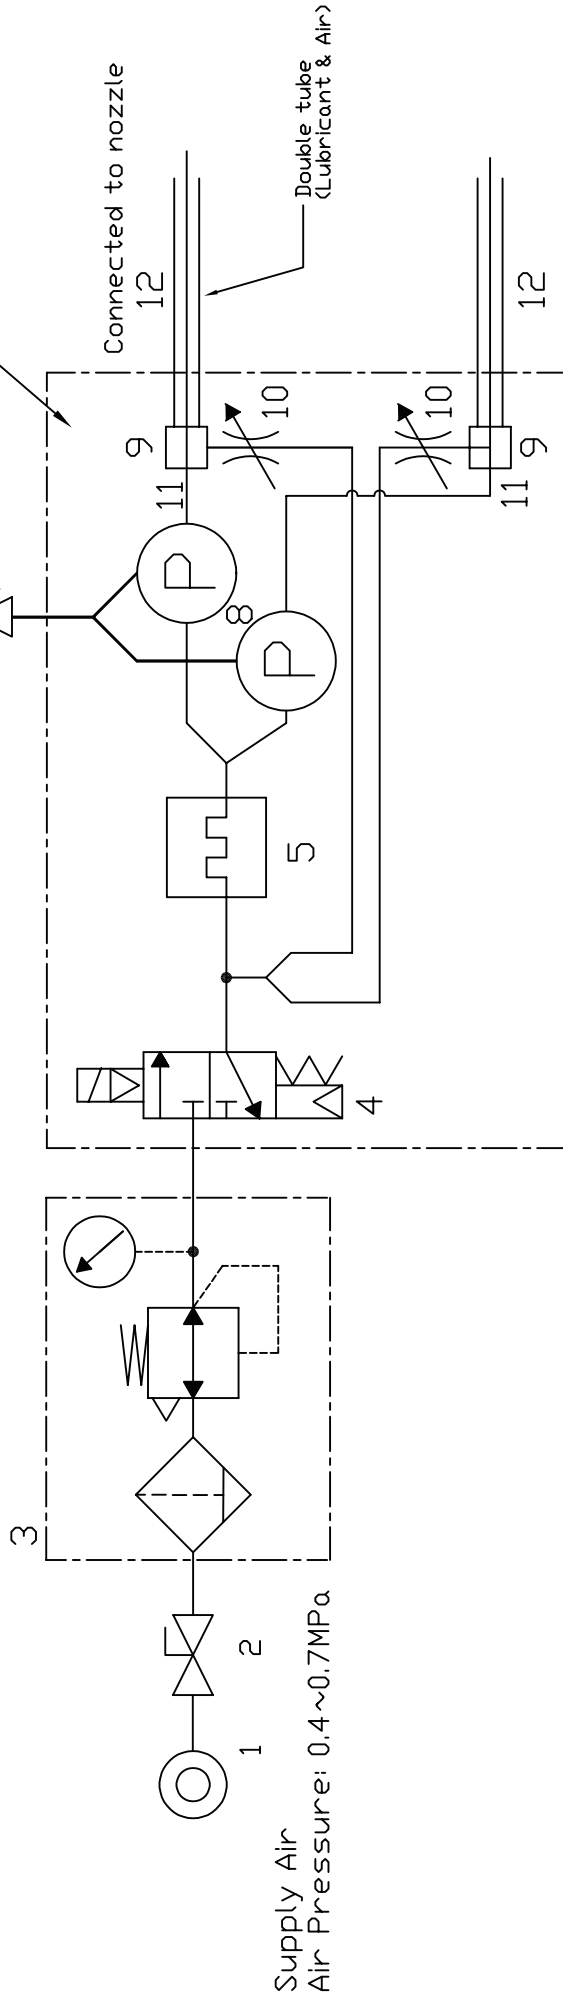 Supply Air
Air Pressure: 0.4~0.7MPa
1
2
3
4
5
8
P
P
11
9
10
10
11
9
12
12
Connected to nozzle
Double tube
(Lubricant & Air)